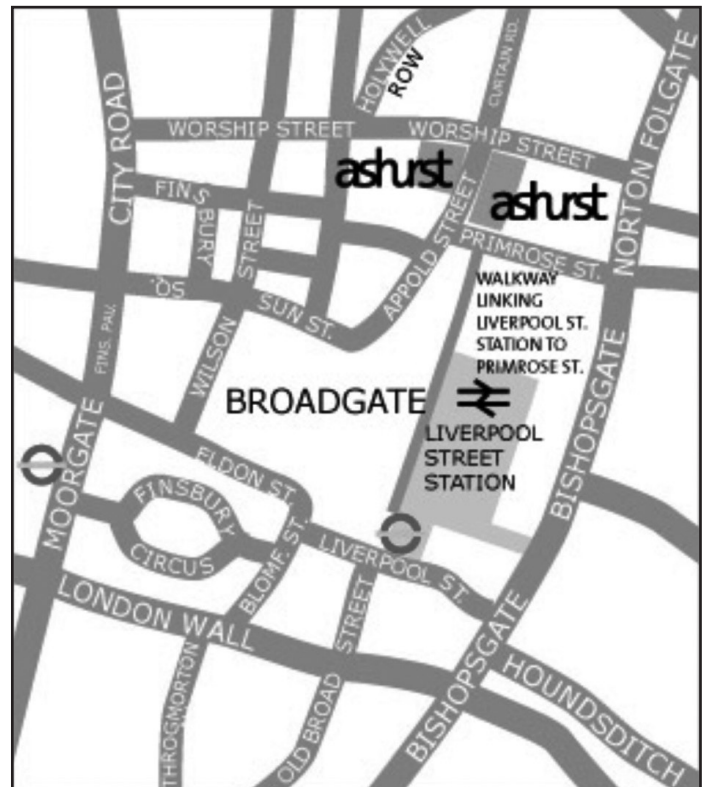 HOLYWELL
ROW
CURTAIN RD.
NORTON FOLGATE
CITY ROAD
WORSHIP STREET
WORSHIP STREET
ashurst
ashurst
FINSBURY
SQ.
STREET
WILSON
APPOLD STREET
PRIMROSE ST.
SUN ST.
WALKWAY
LINKING
LIVERPOOL ST.
STATION TO
PRIMROSE ST.
FINS. PAV.
BROADGATE
LIVERPOOL
STREET
STATION
BISHOPSGATE
MOORGATE
ELDON ST.
FINSBURY
CIRCUS
BLOMF. ST.
LIVERPOOL ST.
LONDON WALL
THROGMORTON
OLD BROAD
STREET
BISHOPSGATE
HOUNDSDITCH